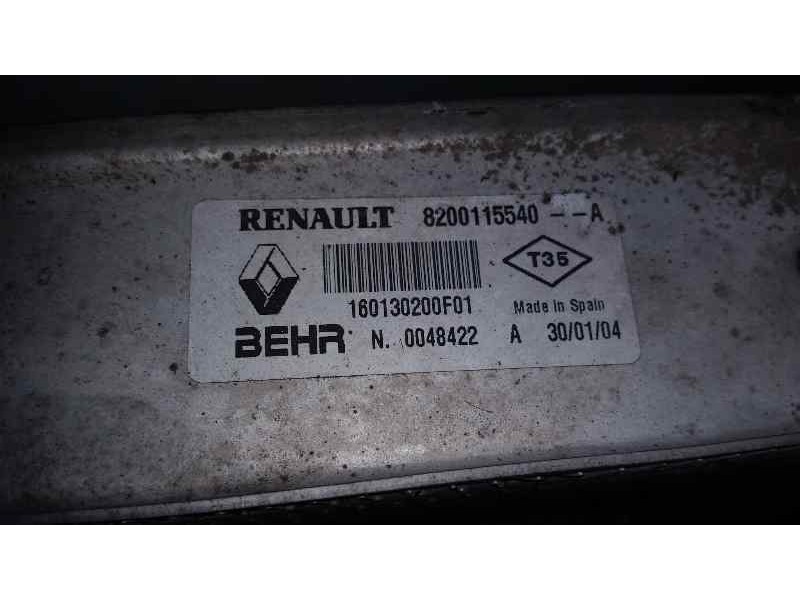 RENAULT 8200115540--A
T35
160130200F01 Made in Spain
BEHR N. 0048422 A 30/01/04